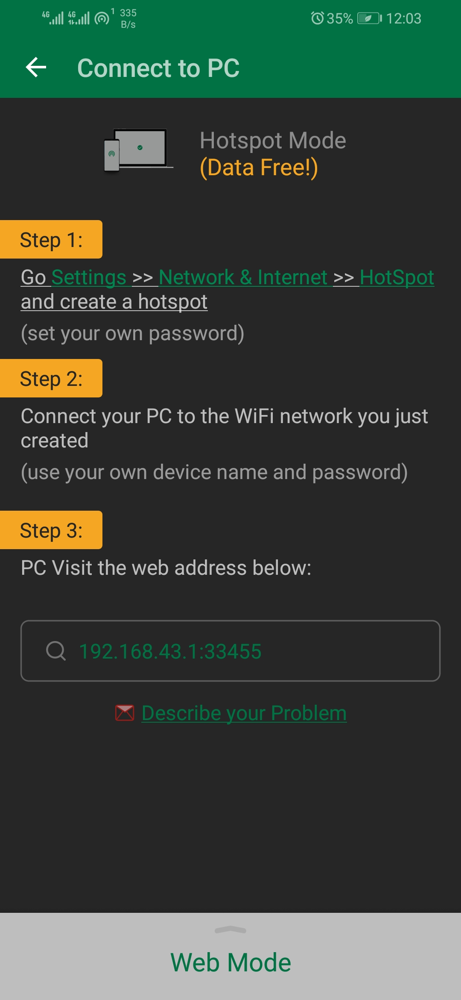 4G 4G 1 335 B/s 35% 12:03
Connect to PC
Hotspot Mode
(Data Free!)
Step 1:
Go Settings >> Network & Internet >> HotSpot
and create a hotspot
(set your own password)
Step 2:
Connect your PC to the WiFi network you just
created
(use your own device name and password)
Step 3:
PC Visit the web address below:
192.168.43.1:33455
Describe your Problem
Web Mode